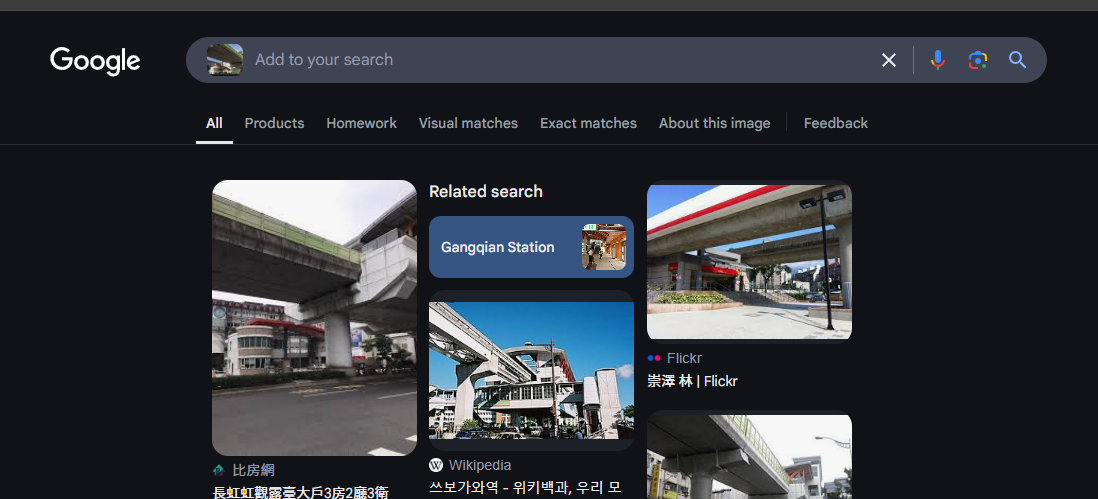 Google
Add to your search
All
Products
Homework
Visual matches
Exact matches
About this image
Feedback
Related search
Gangqian Station
比房網
長虹虹觀露臺大戶3房2廳3衛
Wikipedia
쓰보가와역 - 위키백과, 우리 모
Flickr
崇澤 林 | Flickr